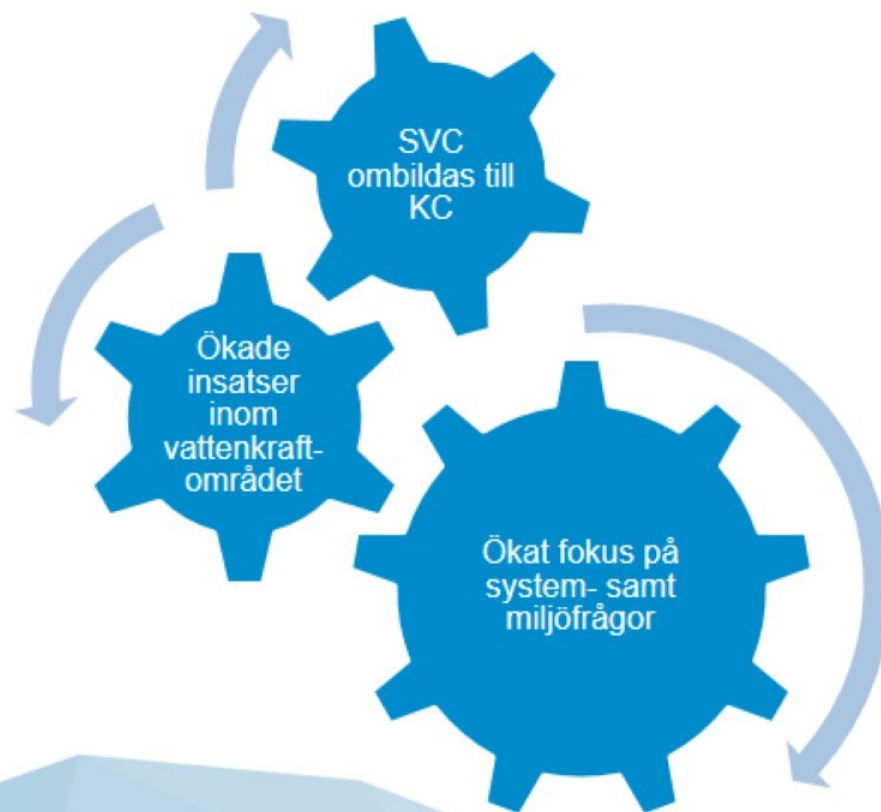 SVC
ombildas till
KC
Ökade
insatser
inom
vattenkraft-
området
Ökat fokus på
system- samt
miljöfrågor